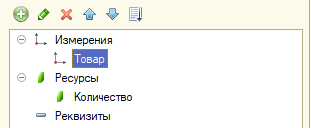 Измерения
Товар
Ресурсы
Количество
Реквизиты